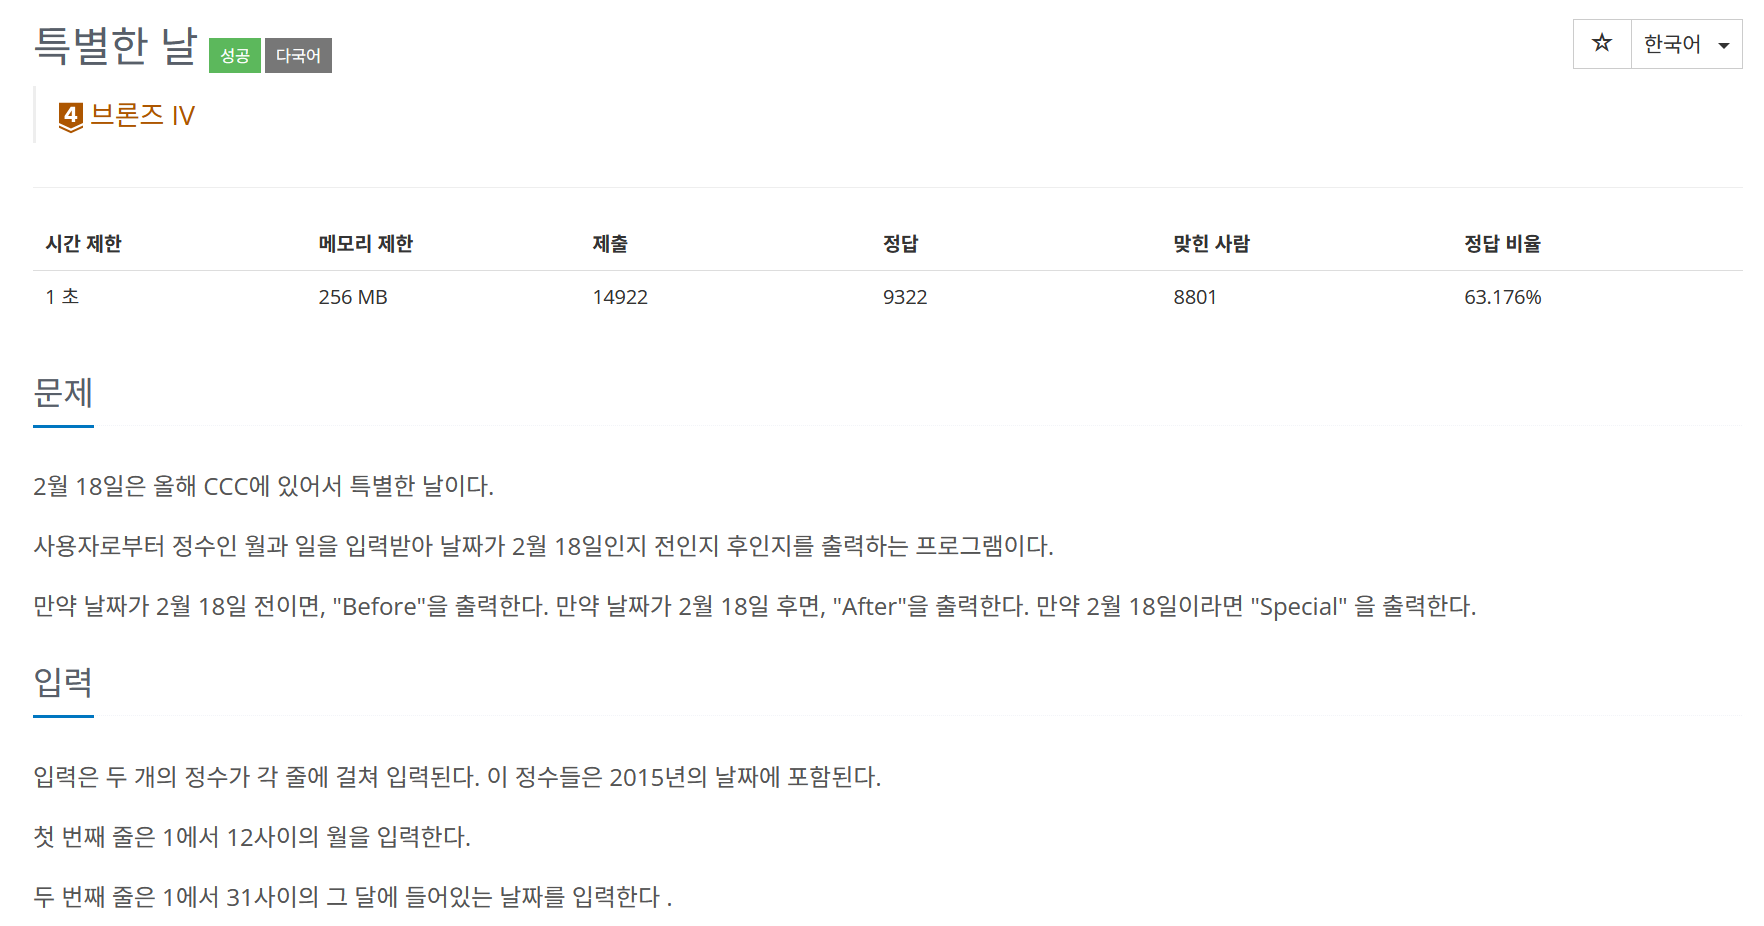 특별한 날 성공 다국어
☆ 한국어
4 브론즈 IV
시간 제한 메모리 제한 제출 정답 맞힌 사람 정답 비율
1 초 256 MB 14922 9322 8801 63.176%
문제
2월 18일은 올해 CCC에 있어서 특별한 날이다.
사용자로부터 정수인 월과 일을 입력받아 날짜가 2월 18일인지 전인지 후인지를 출력하는 프로그램이다.
만약 날짜가 2월 18일 전이면, "Before"을 출력한다. 만약 날짜가 2월 18일 후면, "After"을 출력한다. 만약 2월 18일이라면 "Special" 을 출력한다.
입력
입력은 두 개의 정수가 각 줄에 걸쳐 입력된다. 이 정수들은 2015년의 날짜에 포함된다.
첫 번째 줄은 1에서 12사이의 월을 입력한다.
두 번째 줄은 1에서 31사이의 그 달에 들어있는 날짜를 입력한다 .